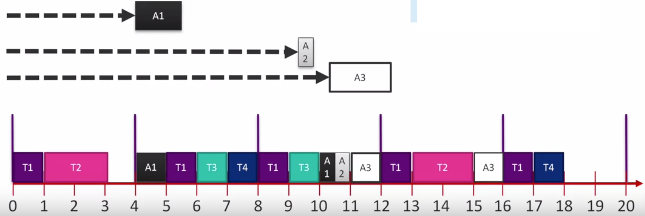 A1
A
2
A3
T1 T2 A1 T1 T3 T4 T1 T3 A
1 A
2 A3 T1 T2 A3 T1 T4
0 1 2 3 4 5 6 7 8 9 10 11 12 13 14 15 16 17 18 19 20